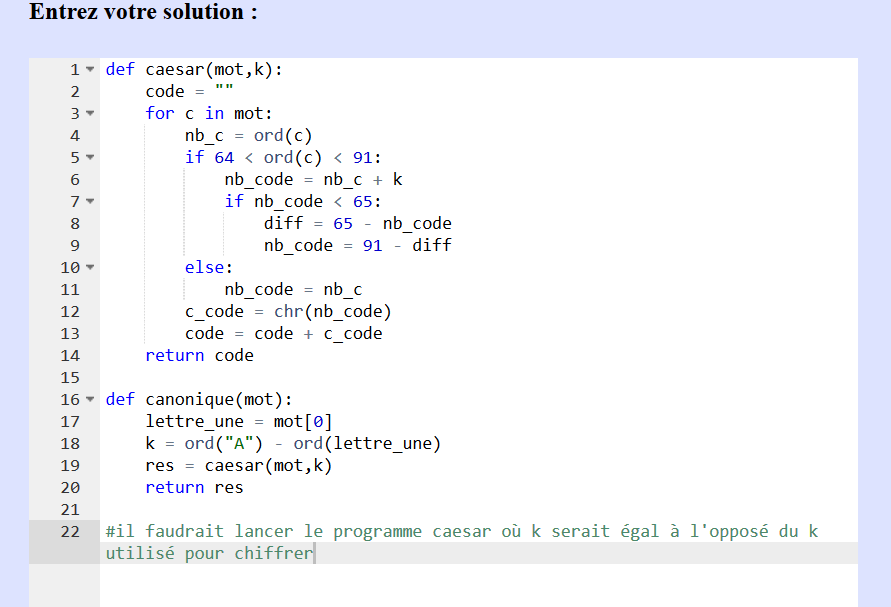 Entrez votre solution :
1 def caesar(mot,k):
2     code = ""
3     for c in mot:
4         nb_c = ord(c)
5         if 64 < ord(c) < 91:
6             nb_code = nb_c + k
7             if nb_code < 65:
8                 diff = 65 - nb_code
9                 nb_code = 91 - diff
10         else:
11             nb_code = nb_c
12         c_code = chr(nb_code)
13         code = code + c_code
14     return code
15
16 def canonique(mot):
17     lettre_une = mot[0]
18     k = ord("A") - ord(lettre_une)
19     res = caesar(mot,k)
20     return res
21
22 #il faudrait lancer le programme caesar où k serait égal à l'opposé du k
utilisé pour chiffrer